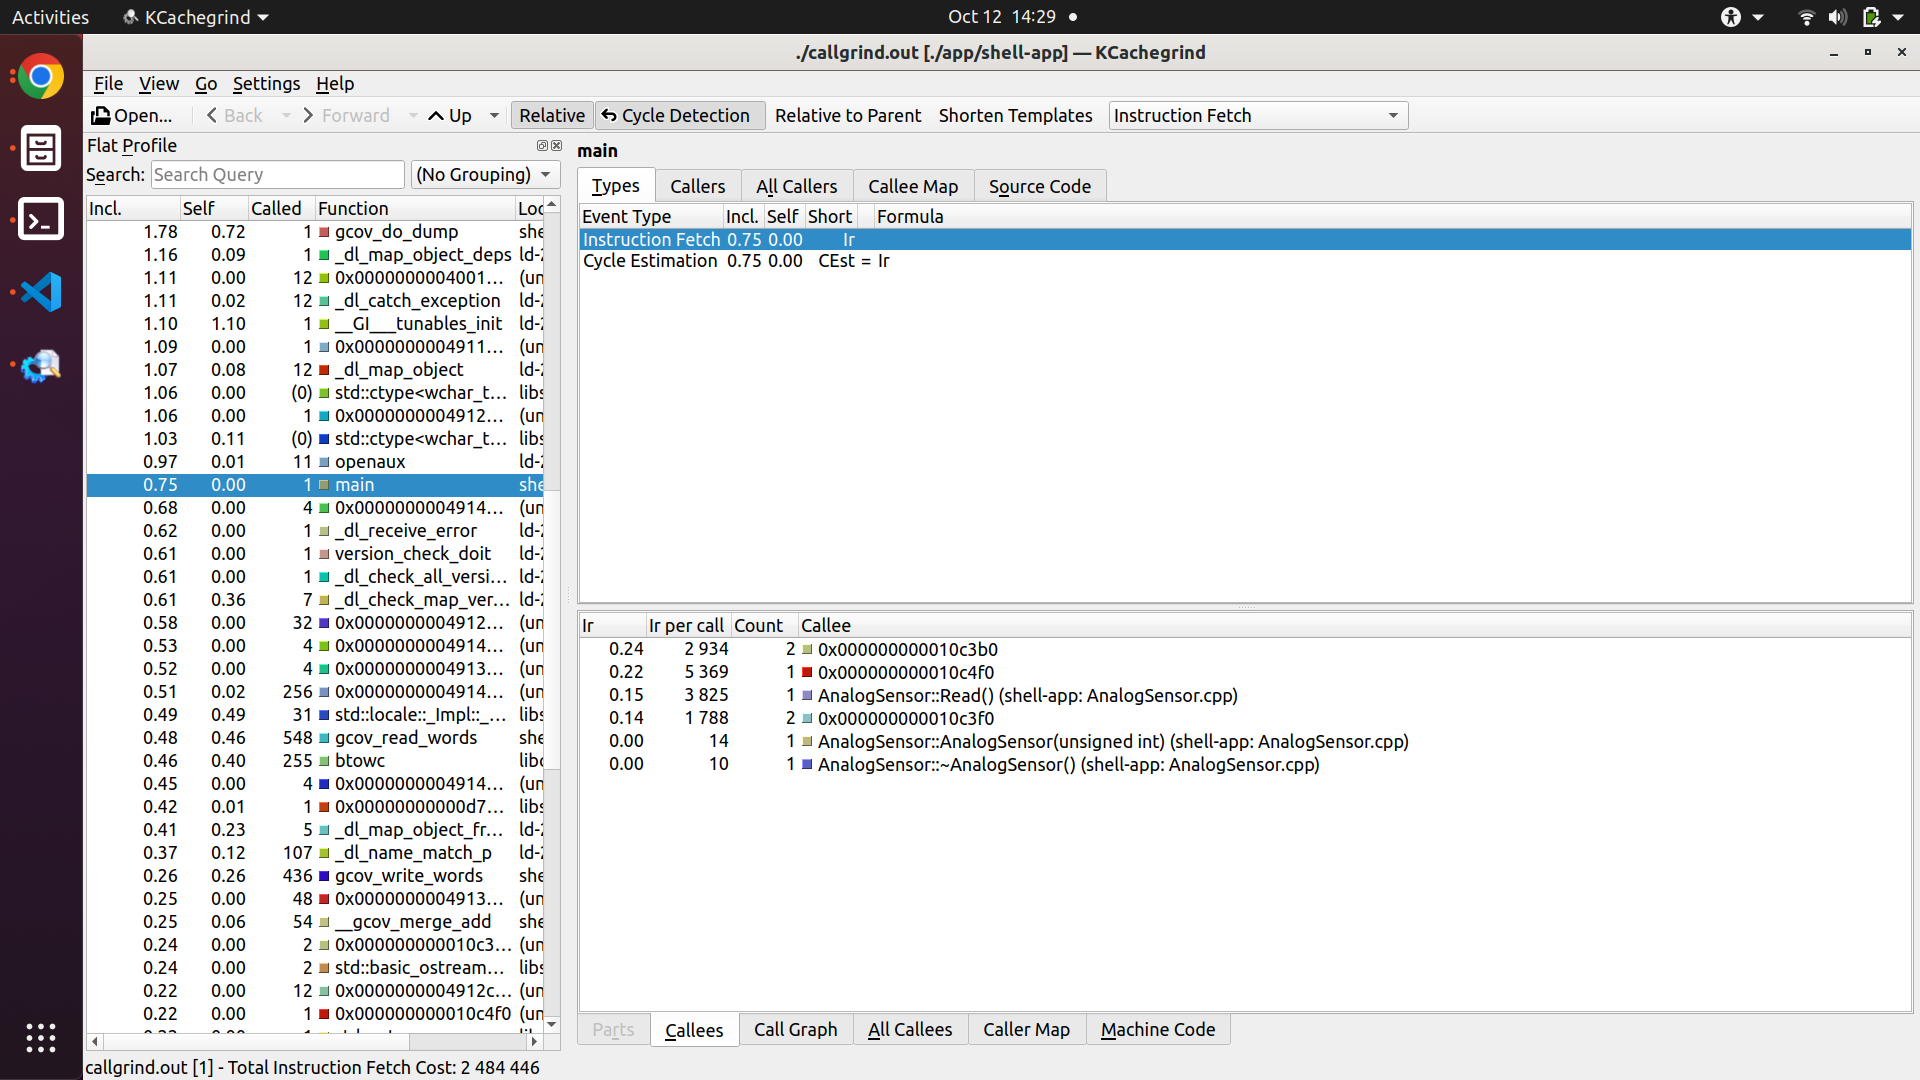 Activities KCachegrind Oct 12 14:29
./callgrind.out [./app/shell-app] — KCachegrind
File View Go Settings Help
Open... Back Forward Up Relative Cycle Detection Relative to Parent Shorten Templates Instruction Fetch
Flat Profile
Search: Search Query (No Grouping)
Incl. Self Called Function Loc
1.78 0.72 1 gcov_do_dump she
1.16 0.09 1 _dl_map_object_deps ld-2
1.11 0.00 12 0x0000000004001... (un
1.11 0.02 12 _dl_catch_exception ld-2
1.10 1.10 1 __GI___tunables_init ld-2
1.09 0.00 1 0x0000000004911... (un
1.07 0.08 12 _dl_map_object ld-2
1.06 0.00 (0) std::ctype<wchar_t... libs
1.06 0.00 1 0x0000000004912... (un
1.03 0.11 (0) std::ctype<wchar_t... libs
0.97 0.01 11 openaux ld-2
0.75 0.00 1 main she
0.68 0.00 4 0x0000000004914... (un
0.62 0.00 1 _dl_receive_error ld-2
0.61 0.00 1 version_check_doit ld-2
0.61 0.00 1 _dl_check_all_versi... ld-2
0.61 0.36 7 _dl_check_map_ver... ld-2
0.58 0.00 32 0x0000000004912... (un
0.53 0.00 4 0x0000000004914... (un
0.52 0.00 4 0x0000000004913... (un
0.51 0.02 256 0x0000000004914... (un
0.49 0.49 31 std::locale::_Impl::_... libs
0.48 0.46 548 gcov_read_words she
0.46 0.40 255 btowc libc
0.45 0.00 4 0x0000000004914... (un
0.42 0.01 1 0x00000000000d7... libs
0.41 0.23 5 _dl_map_object_fr... ld-2
0.37 0.12 107 _dl_name_match_p ld-2
0.26 0.26 436 gcov_write_words she
0.25 0.00 48 0x0000000004913... (un
0.25 0.06 54 __gcov_merge_add she
0.24 0.00 2 0x000000000010c3... (un
0.24 0.00 2 std::basic_ostream... libs
0.22 0.00 12 0x0000000004912c... (un
0.22 0.00 1 0x000000000010c4f0 (un
main
Types Callers All Callers Callee Map Source Code
Event Type Incl. Self Short Formula
Instruction Fetch 0.75 0.00 Ir
Cycle Estimation 0.75 0.00 CEst = Ir
Ir Ir per call Count Callee
0.24 2 934 2 0x000000000010c3b0
0.22 5 369 1 0x000000000010c4f0
0.15 3 825 1 AnalogSensor::Read() (shell-app: AnalogSensor.cpp)
0.14 1 788 2 0x000000000010c3f0
0.00 14 1 AnalogSensor::AnalogSensor(unsigned int) (shell-app: AnalogSensor.cpp)
0.00 10 1 AnalogSensor::~AnalogSensor() (shell-app: AnalogSensor.cpp)
Parts Callees Call Graph All Callees Caller Map Machine Code
callgrind.out [1] - Total Instruction Fetch Cost: 2 484 446